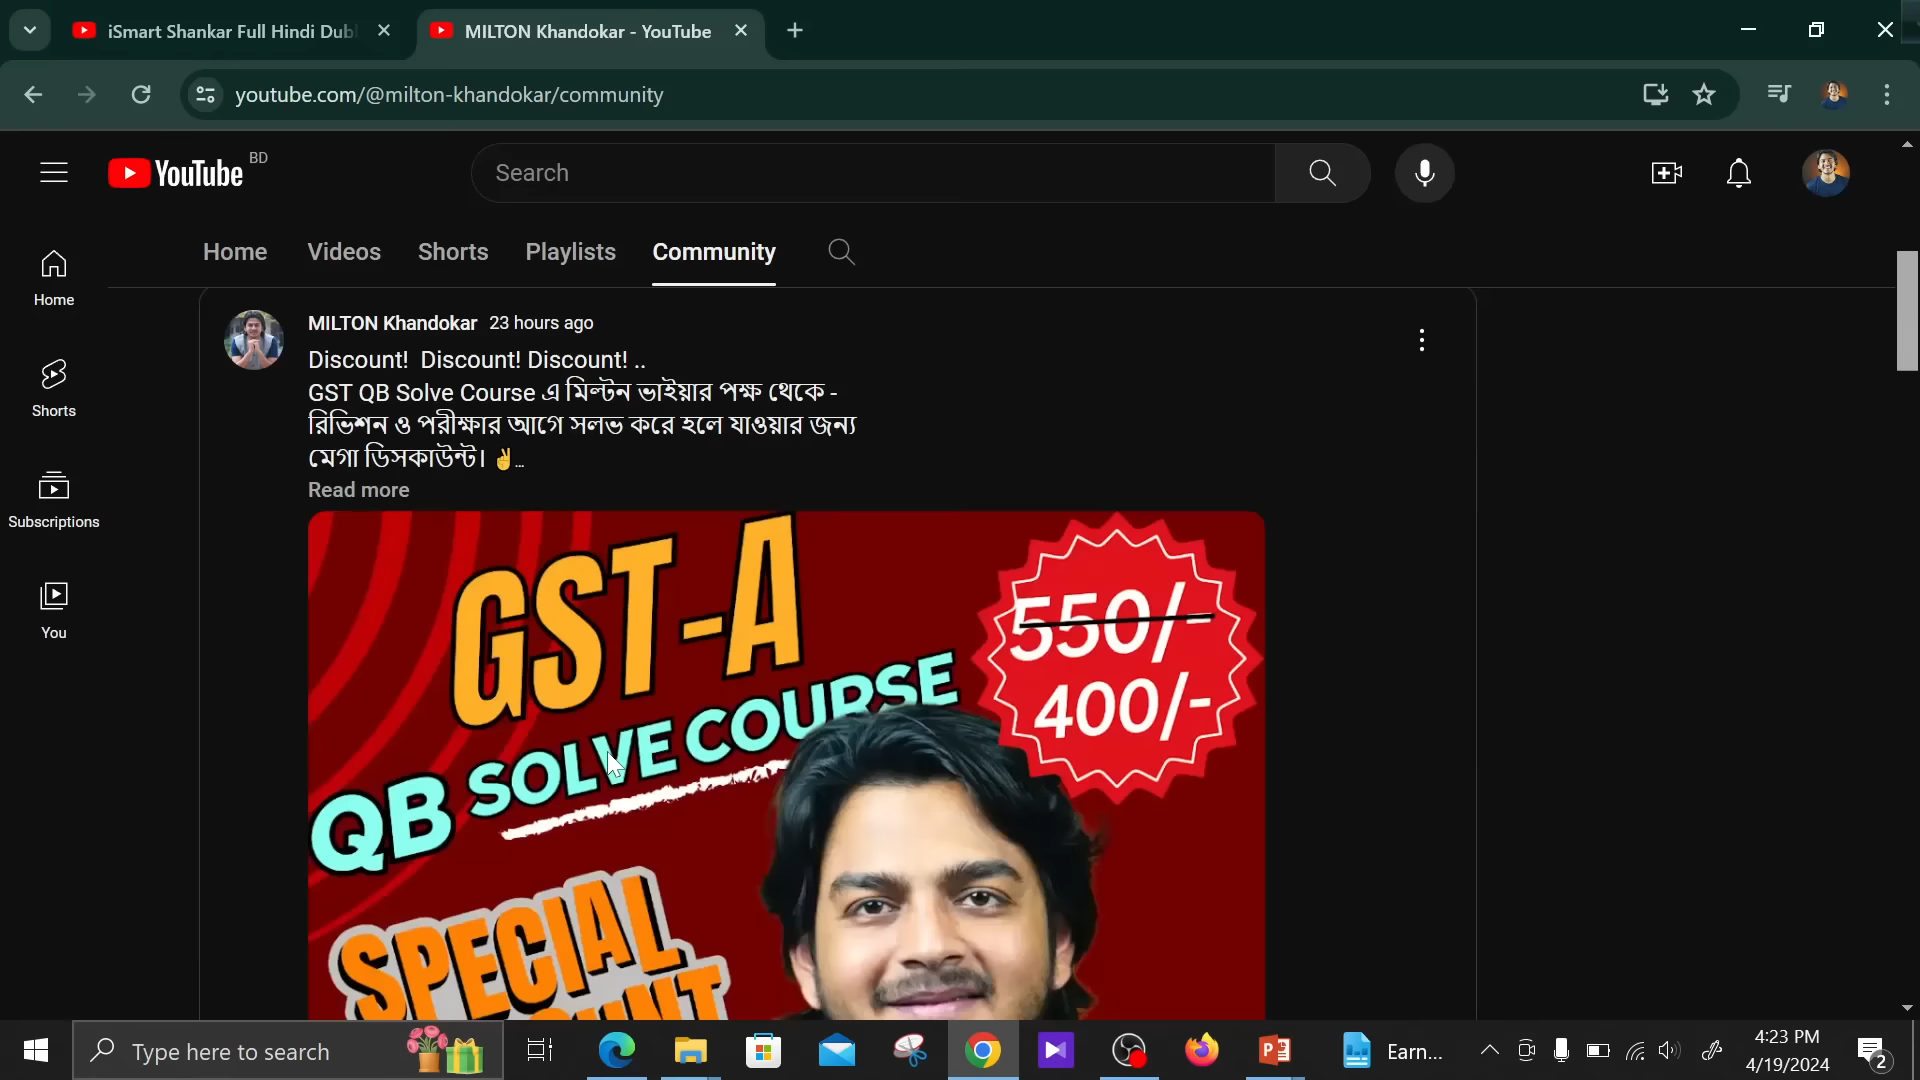 iSmart Shankar Full Hindi Dub
MILTON Khandokar - YouTube
youtube.com/@milton-khandokar/community
YouTube BD
Search
Home
Videos
Shorts
Playlists
Community
Home
Shorts
Subscriptions
You
MILTON Khandokar 23 hours ago
Discount! Discount! Discount! ..
GST QB Solve Course এ মিল্টন ভাইয়ার পক্ষ থেকে -
রিভিশন ও পরীক্ষার আগে সলভ করে হলে যাওয়ার জন্য
মেগা ডিসকাউন্ট। ✌️...
Read more
GST-A
QB SOLVE COURSE
550/-
400/-
SPECIAL
Type here to search
Earn...
4:23 PM
4/19/2024
2